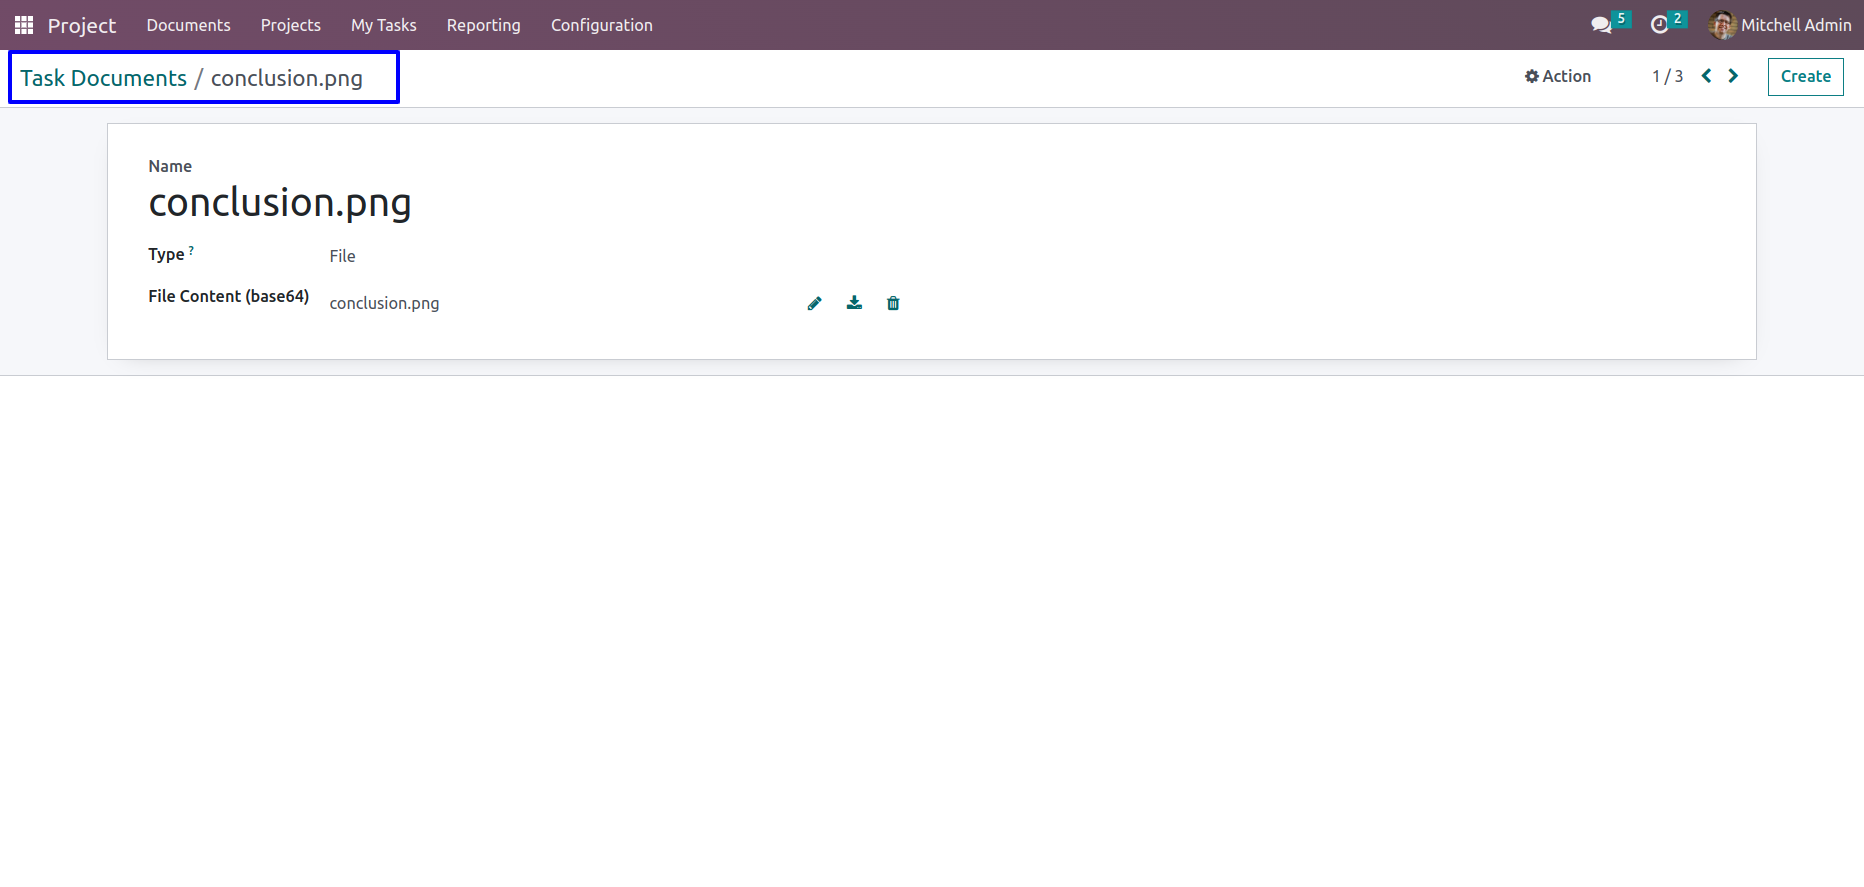 Project Documents Projects My Tasks Reporting Configuration 5 2 Mitchell Admin
Task Documents / conclusion.png Action 1 / 3 Create
Name
conclusion.png
Type ? File
File Content (base64) conclusion.png